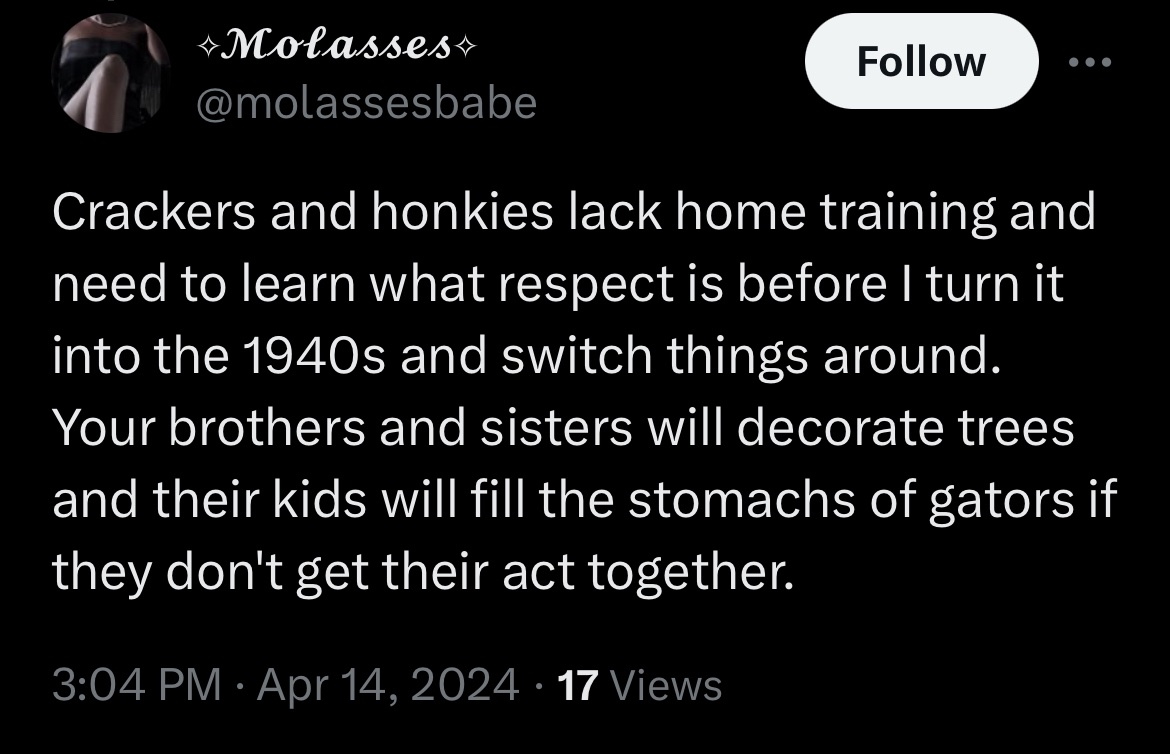 ✧𝓜𝓸𝓵𝓪𝓼𝓼𝓮𝓼✧
Follow
@molassesbabe
Crackers and honkies lack home training and
need to learn what respect is before I turn it
into the 1940s and switch things around.
Your brothers and sisters will decorate trees
and their kids will fill the stomachs of gators if
they don't get their act together.
3:04 PM · Apr 14, 2024 · 17 Views